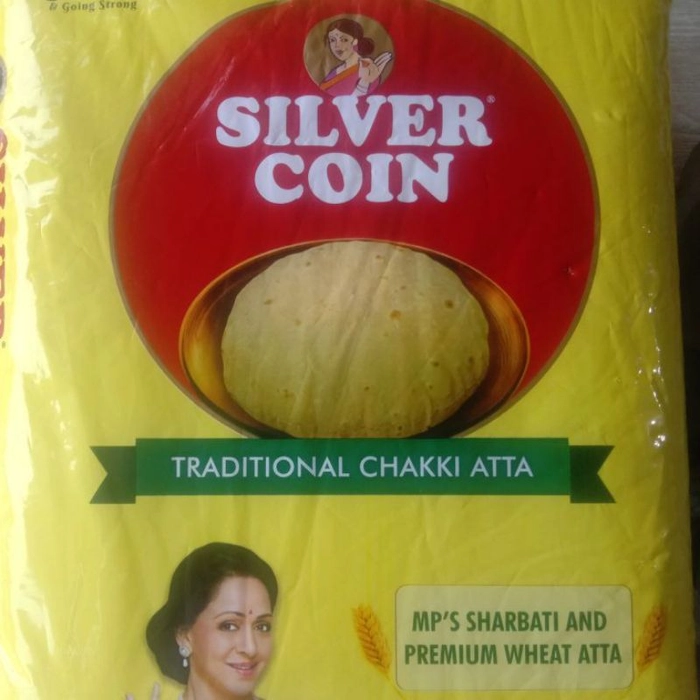 & Going Strong
SILVER®
COIN
TRADITIONAL CHAKKI ATTA
MP'S SHARBATI AND
PREMIUM WHEAT ATTA